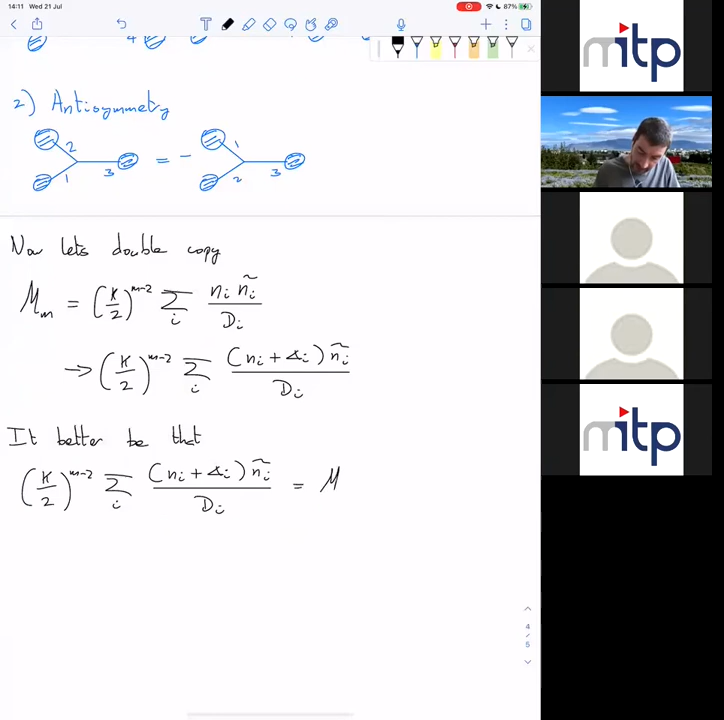 14:11 Wed 21 Jul
87%
2) Antisymmetry
2 1 3 = - 1 2 3
Now lets double copy
M_m = (κ/2)^{m-2} Σ_i n_i ñ_i / D_i
→ (κ/2)^{m-2} Σ_i (n_i + Δ_i) ñ_i / D_i
It better be that
(κ/2)^{m-2} Σ_i (n_i + Δ_i) ñ_i / D_i = M
4
/
5
mitp
mitp